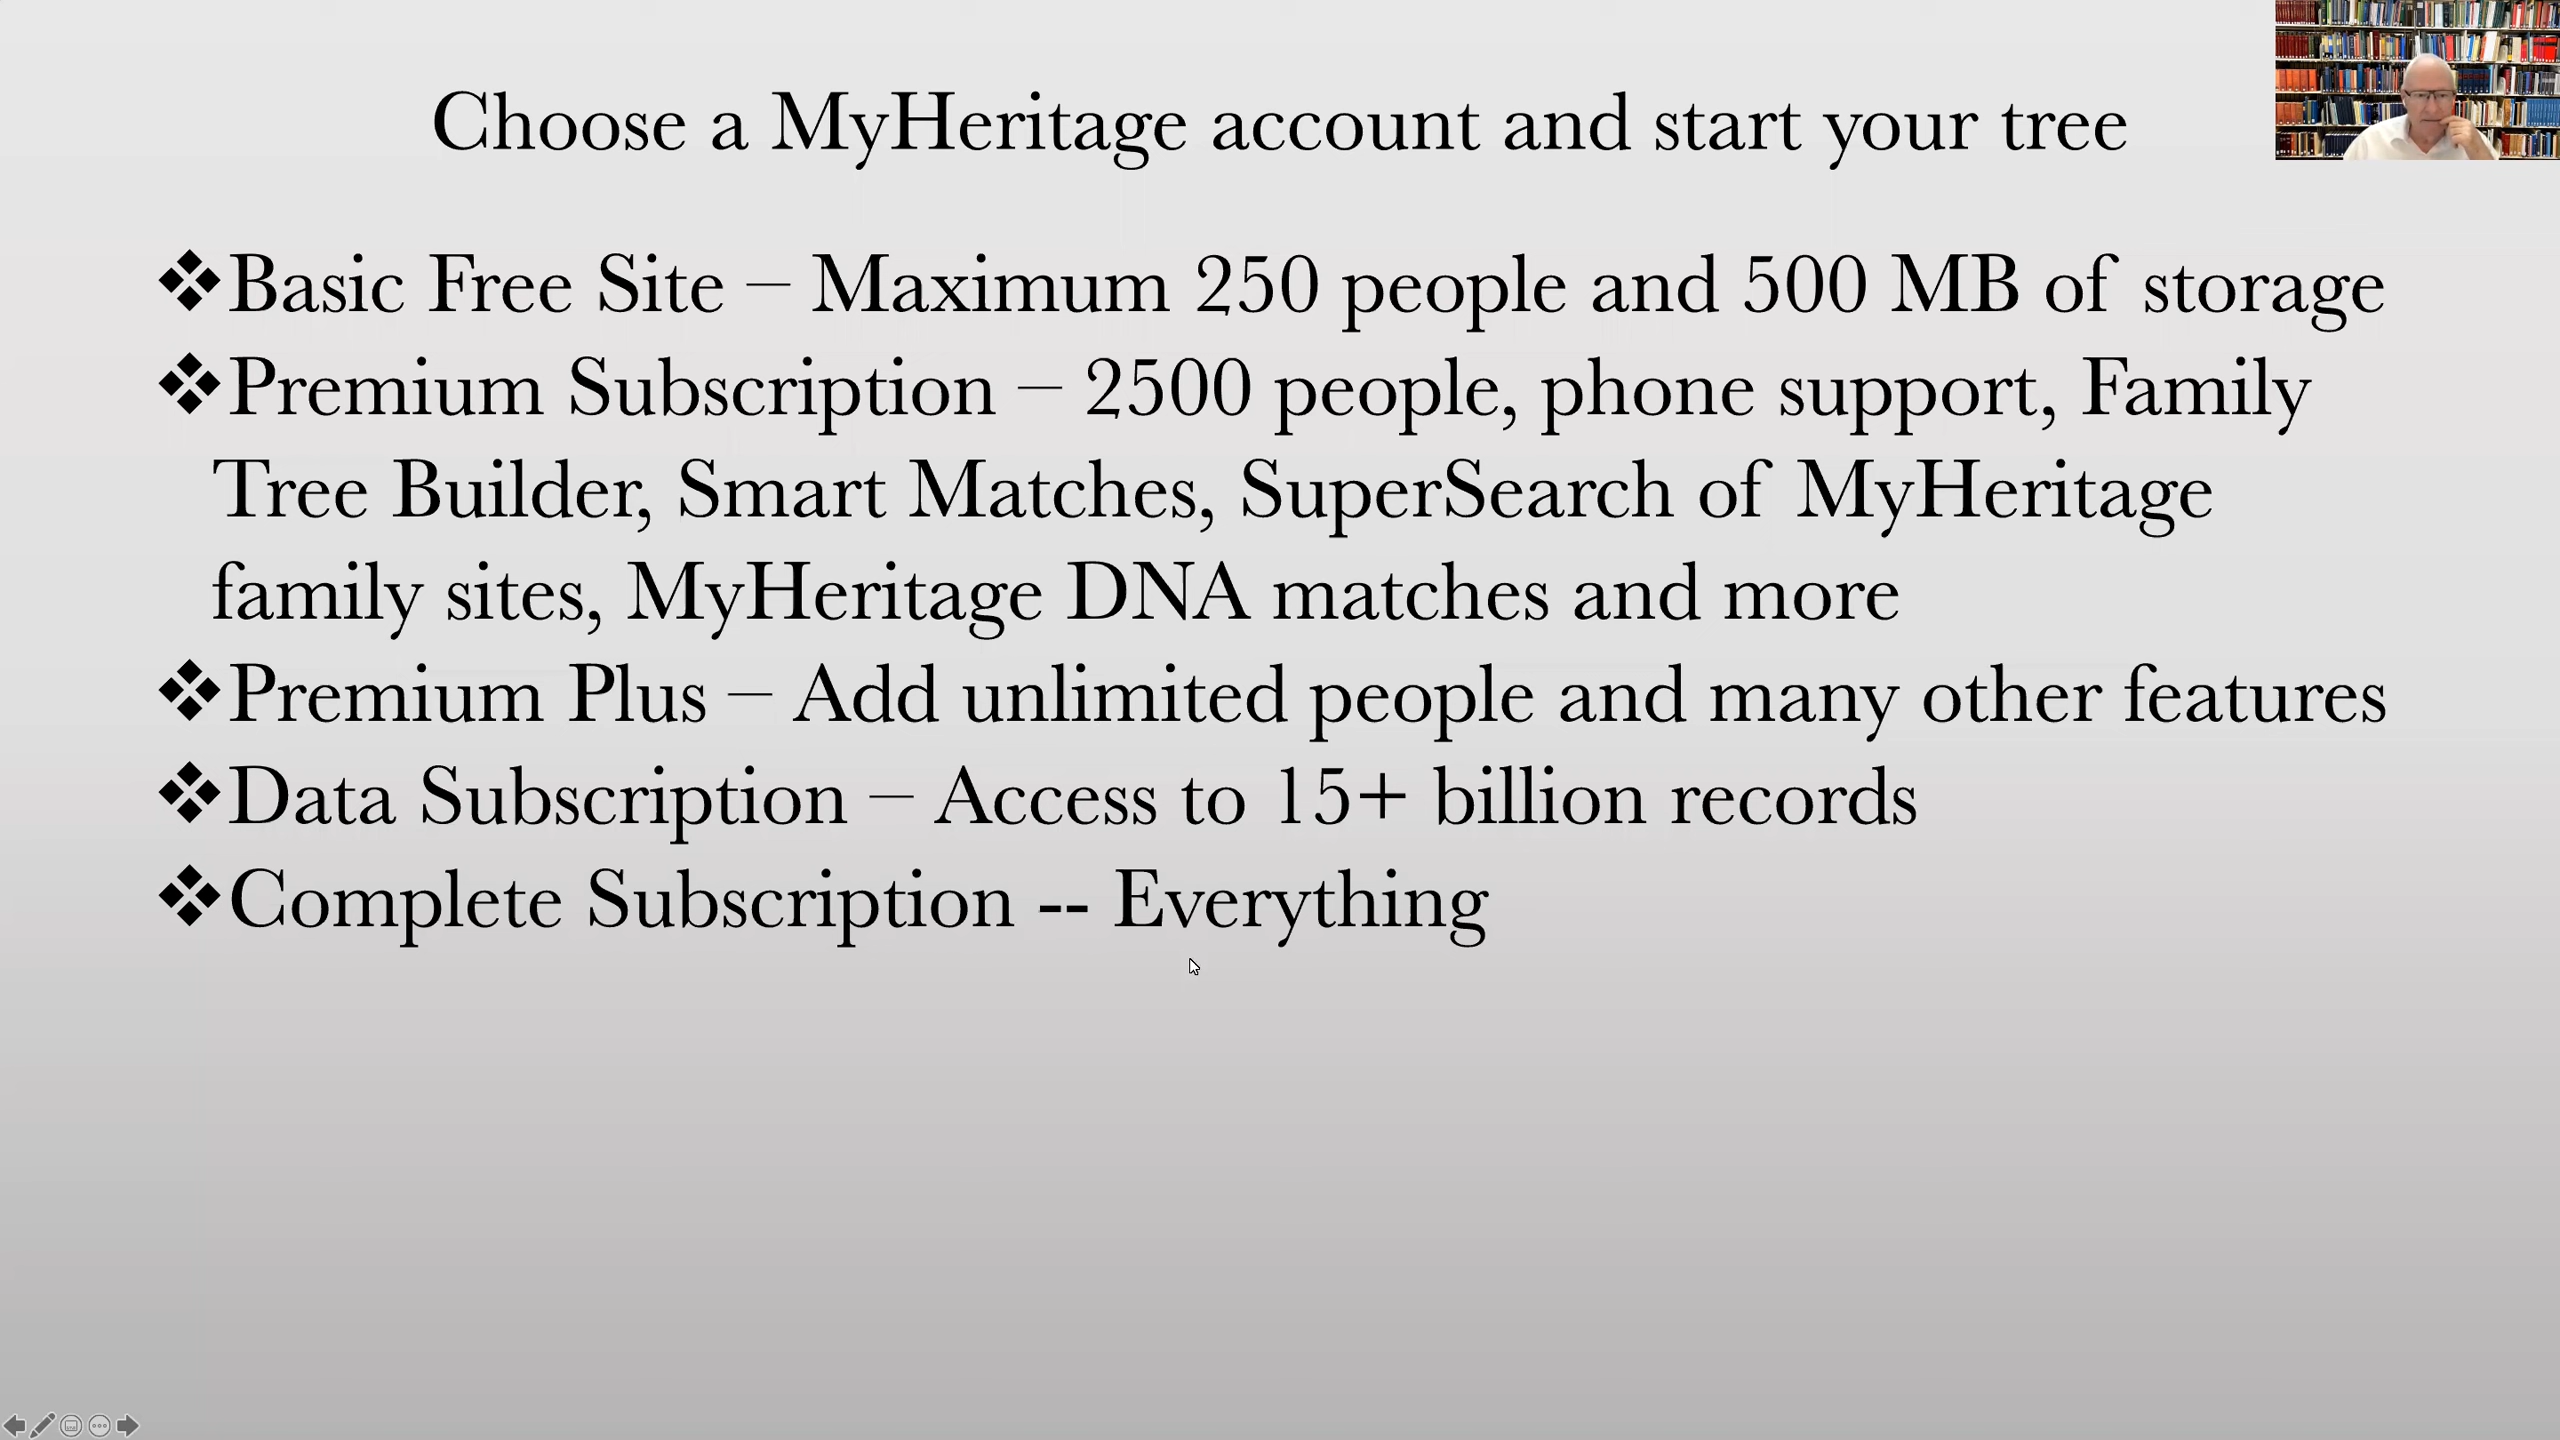 Choose a MyHeritage account and start your tree
❖Basic Free Site – Maximum 250 people and 500 MB of storage
❖Premium Subscription – 2500 people, phone support, Family
Tree Builder, Smart Matches, SuperSearch of MyHeritage
family sites, MyHeritage DNA matches and more
❖Premium Plus – Add unlimited people and many other features
❖Data Subscription – Access to 15+ billion records
❖Complete Subscription -- Everything